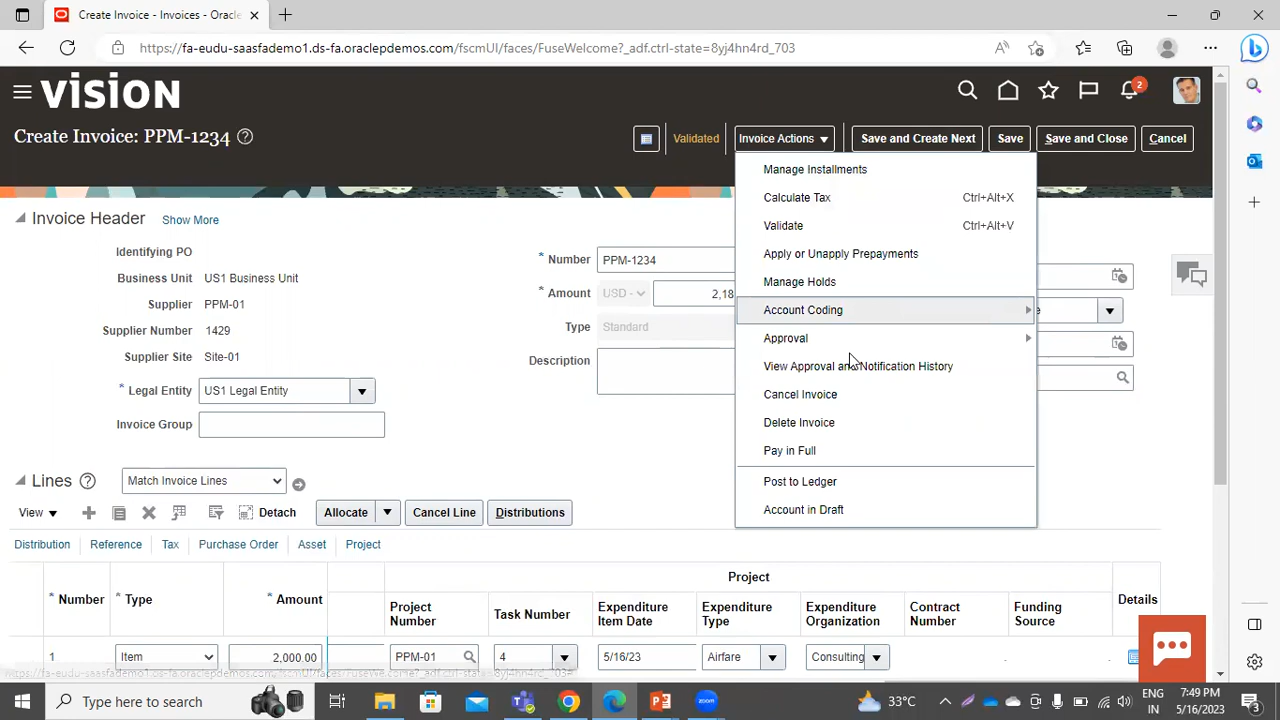 Create Invoice - Invoices - Orac
https://fa-eudu-saasfademo1.ds-fa.oraclepdemos.com/fscmUI/faces/FuseWelcome?_adf.ctrl-state=8yj4hn4rd_703
vision
2
Create Invoice: PPM-1234
Validated
Invoice Actions
Save and Create Next
Save
Save and Close
Cancel
Manage Installments
Calculate Tax Ctrl+Alt+X
Validate Ctrl+Alt+V
Apply or Unapply Prepayments
Manage Holds
Account Coding
Approval
View Approval and Notification History
Cancel Invoice
Delete Invoice
Pay in Full
Post to Ledger
Account in Draft
Invoice Header Show More
Identifying PO
Business Unit US1 Business Unit
Supplier PPM-01
Supplier Number 1429
Supplier Site Site-01
* Legal Entity US1 Legal Entity
Invoice Group
* Number PPM-1234
* Amount USD - 2,18
Type Standard
Description
Lines Match Invoice Lines
View Detach Allocate Cancel Line Distributions
Distribution Reference Tax Purchase Order Asset Project
Project
* Number * Type * Amount Project Number Task Number Expenditure Item Date Expenditure Type Expenditure Organization Contract Number Funding Source Details
1 Item 2,000.00 PPM-01 4 5/16/23 Airfare Consulting
Type here to search
33°C
ENG
IN
7:49 PM
5/16/2023
3